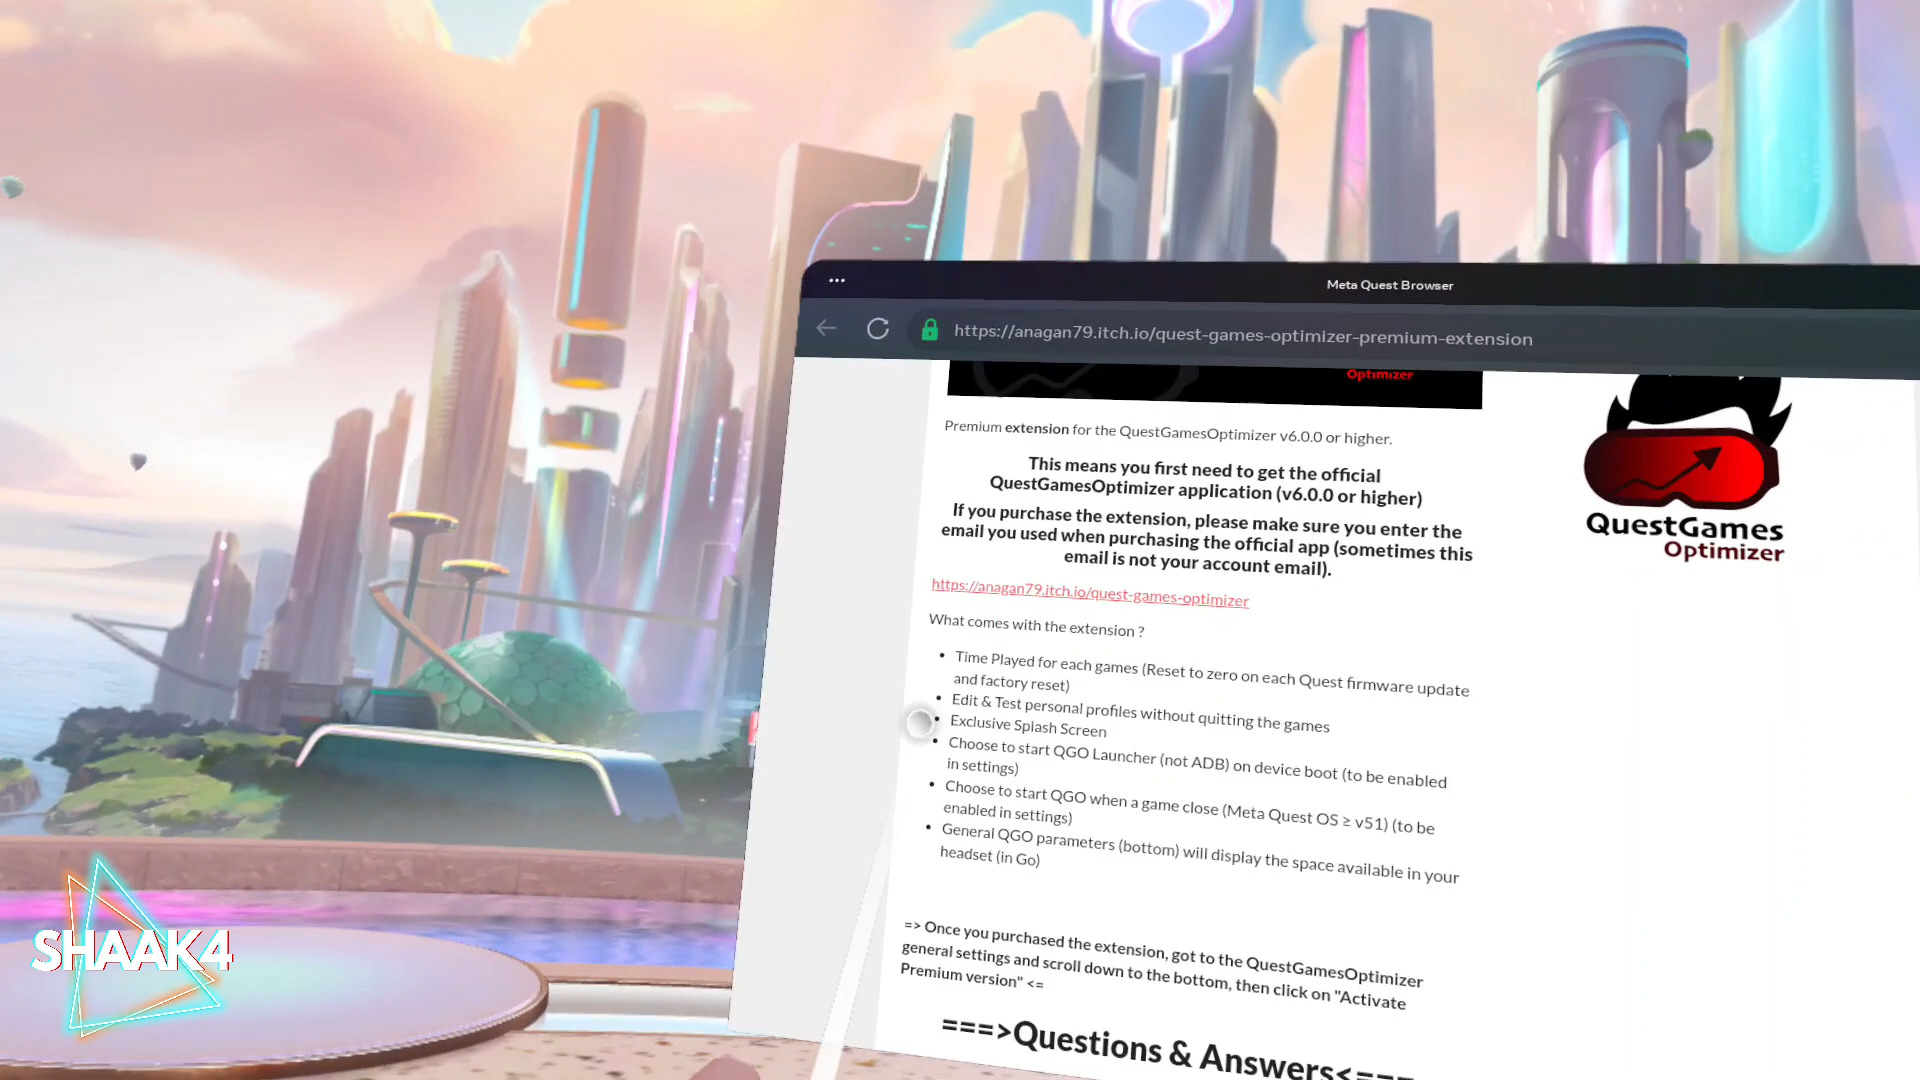 Meta Quest Browser
https://anagan79.itch.io/quest-games-optimizer-premium-extension
Optimizer
Premium extension for the QuestGamesOptimizer v6.0.0 or higher.
This means you first need to get the official
QuestGamesOptimizer application (v6.0.0 or higher)
If you purchase the extension, please make sure you enter the
email you used when purchasing the official app (sometimes this
email is not your account email).
https://anagan79.itch.io/quest-games-optimizer
What comes with the extension ?
• Time Played for each games (Reset to zero on each Quest firmware update
and factory reset)
• Edit & Test personal profiles without quitting the games
• Exclusive Splash Screen
• Choose to start QGO Launcher (not ADB) on device boot (to be enabled
in settings)
• Choose to start QGO when a game close (Meta Quest OS ≥ v51) (to be
enabled in settings)
• General QGO parameters (bottom) will display the space available in your
headset (in Go)
=> Once you purchased the extension, got to the QuestGamesOptimizer
general settings and scroll down to the bottom, then click on "Activate
Premium version" <=
===>Questions & Answers<===
QuestGames
Optimizer
SHAAK4